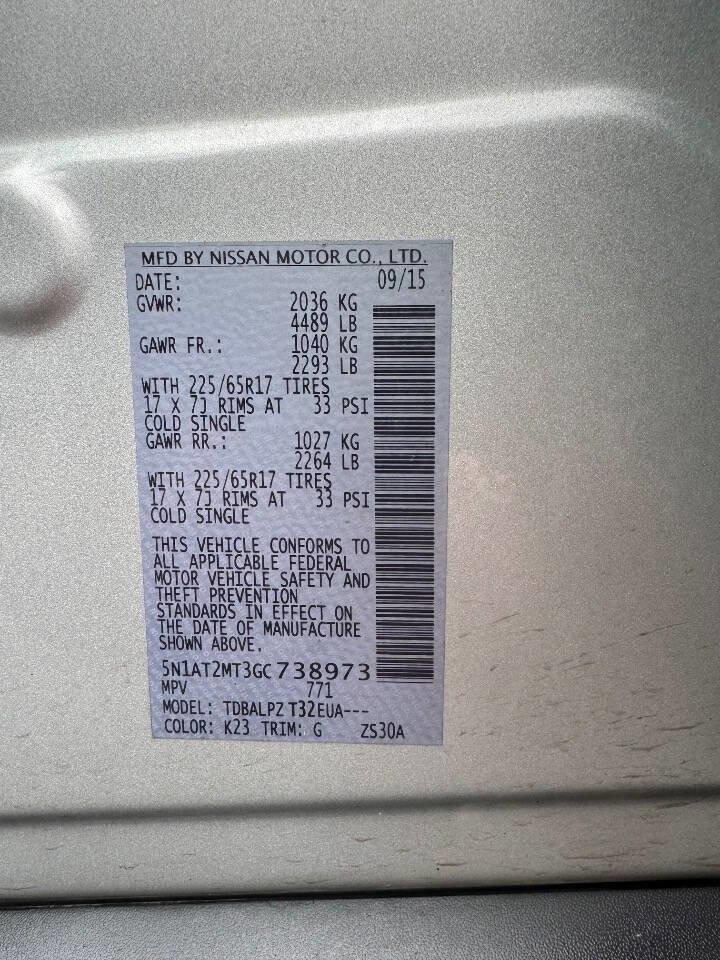 MFD BY NISSAN MOTOR CO., LTD.
DATE: 09/15
GVWR: 2036 KG
4489 LB
GAWR FR.: 1040 KG
2293 LB
WITH 225/65R17 TIRES
17 X 7J RIMS AT 33 PSI
COLD SINGLE
GAWR RR.: 1027 KG
2264 LB
WITH 225/65R17 TIRES
17 X 7J RIMS AT 33 PSI
COLD SINGLE
THIS VEHICLE CONFORMS TO
ALL APPLICABLE FEDERAL
MOTOR VEHICLE SAFETY AND
THEFT PREVENTION
STANDARDS IN EFFECT ON
THE DATE OF MANUFACTURE
SHOWN ABOVE.
5N1AT2MT3GC738973
MPV 771
MODEL: TDBALPZ T32EUA---
COLOR: K23 TRIM: G ZS30A